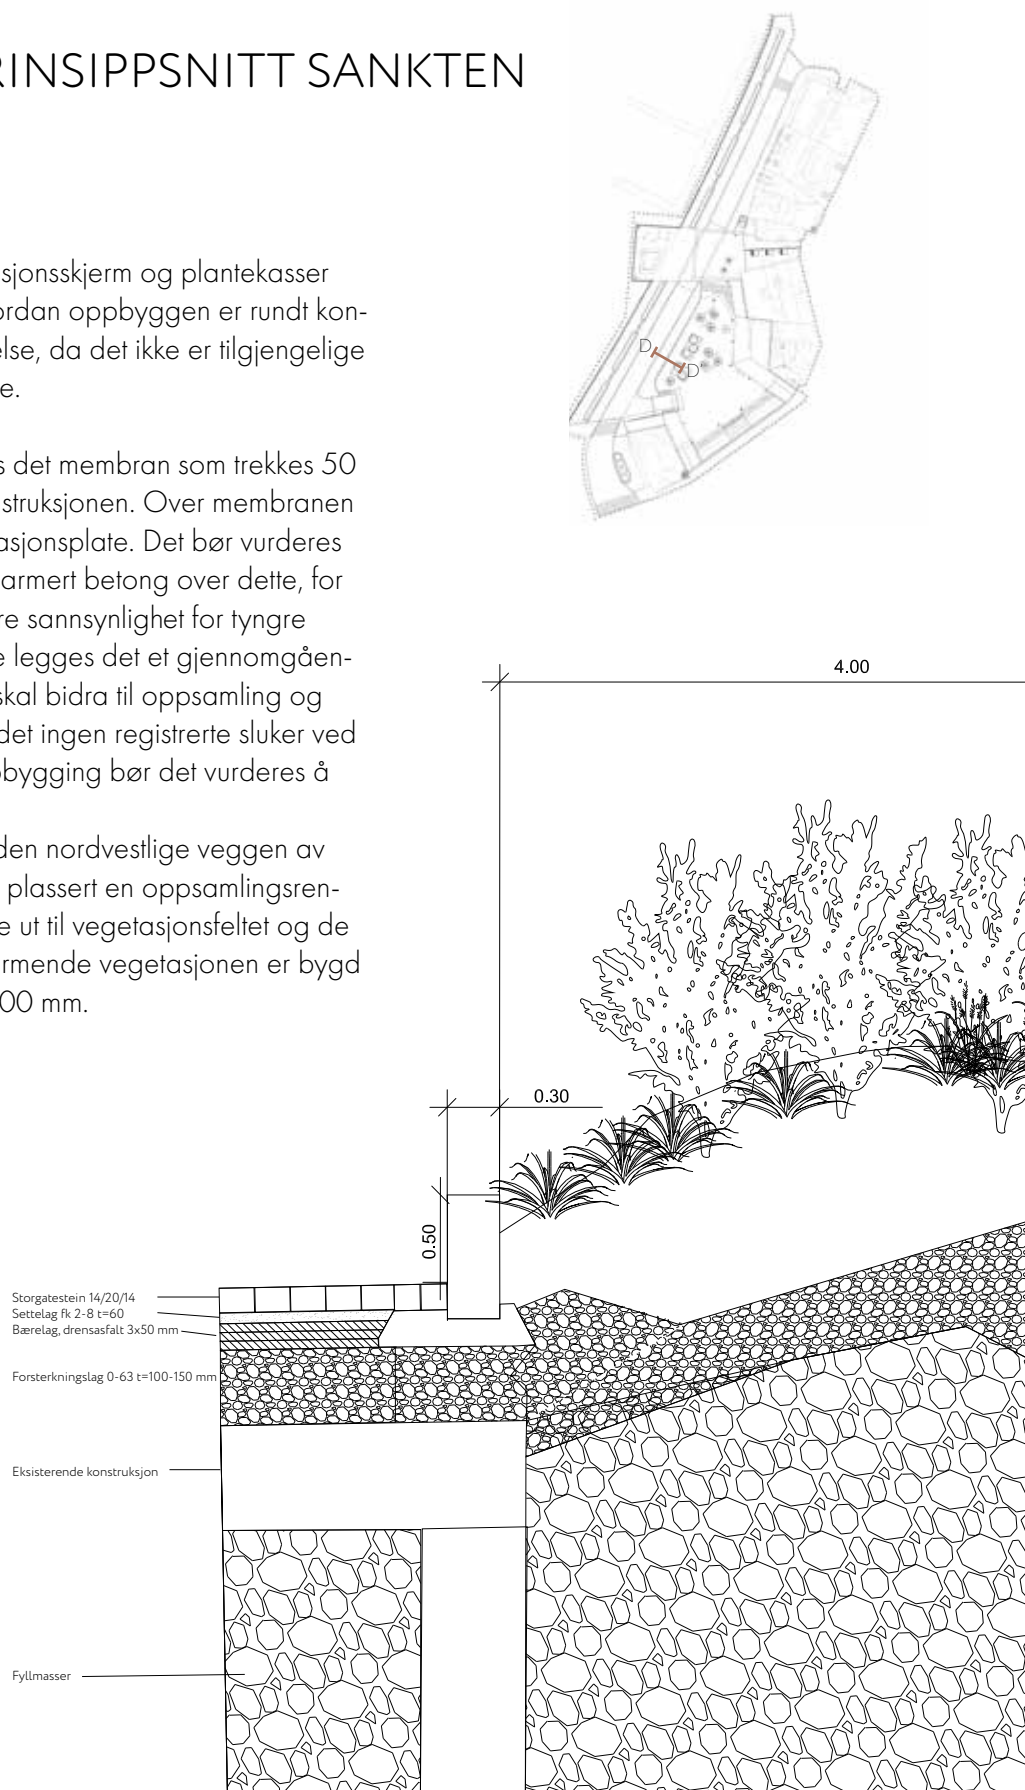 RINSIPPSNITT SANKTEN
sjonsskjerm og plantekasser
ordan oppbyggen er rundt kon-
else, da det ikke er tilgjengelige
e.
s det membran som trekkes 50
struksjonen. Over membranen
asjonsplate. Det bør vurderes
armert betong over dette, for
re sannsynlighet for tyngre
e legges det et gjennomgåen-
skal bidra til oppsamling og
det ingen registrerte sluker ved
bygging bør det vurderes å
den nordvestlige veggen av
plassert en oppsamlingsren-
e ut til vegetasjonsfeltet og de
rmende vegetasjonen er bygd
00 mm.
D
D'
4.00
0.30
0.50
Storgatestein 14/20/14
Settelag fk 2-8 t=60
Bærelag, drensasfalt 3x50 mm
Forsterkningslag 0-63 t=100-150 mm
Eksisterende konstruksjon
Fyllmasser